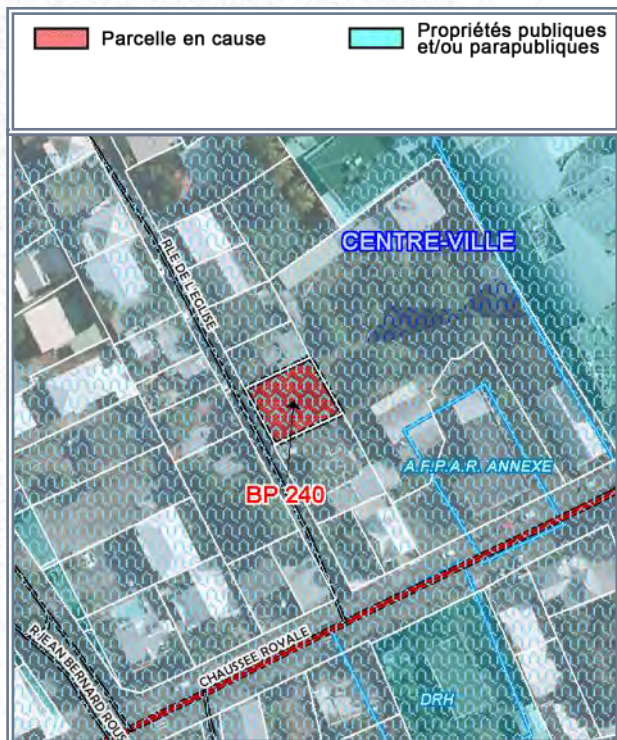 Parcelle en cause
Propriétés publiques
et/ou parapubliques
CENTRE-VILLE
RUE DE L'EGLISE
BP 240
A.F.P.A.R. ANNEXE
CHAUSSEE ROYALE
R JEAN BERNARD ROUS
DRH